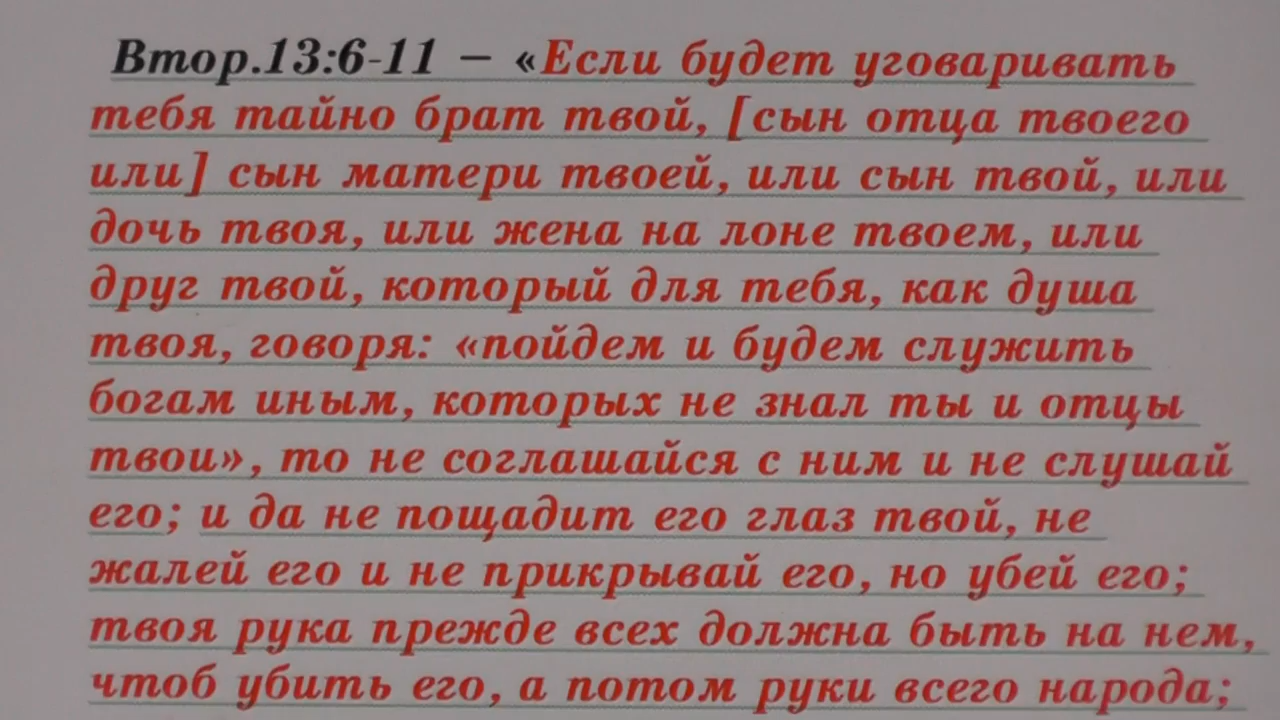 Втор.13:6-11 – «Если будет уговаривать
тебя тайно брат твой, [сын отца твоего
или] сын матери твоей, или сын твой, или
дочь твоя, или жена на лоне твоем, или
друг твой, который для тебя, как душа
твоя, говоря: «пойдем и будем служить
богам иным, которых не знал ты и отцы
твои», то не соглашайся с ним и не слушай
его; и да не пощадит его глаз твой, не
жалей его и не прикрывай его, но убей его;
твоя рука прежде всех должна быть на нем,
чтоб убить его, а потом руки всего народа;